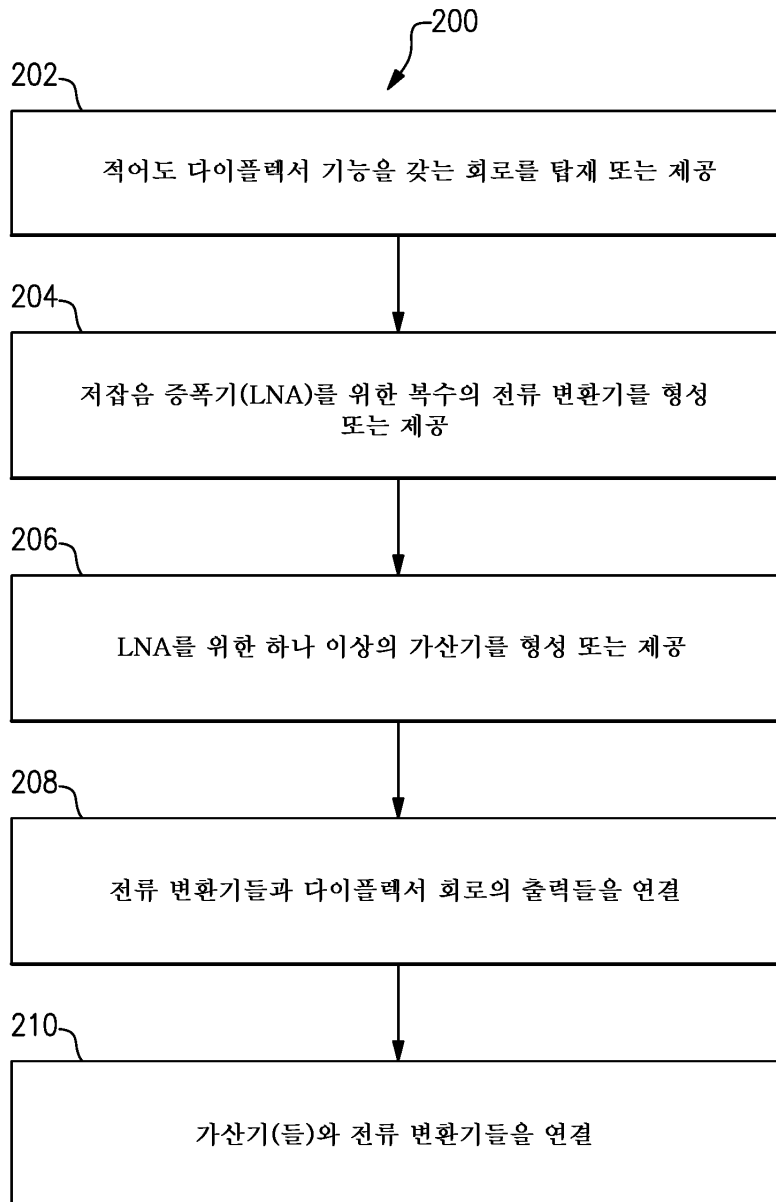 200
202
적어도 다이플렉서 기능을 갖는 회로를 탑재 또는 제공
204
저잡음 증폭기(LNA)를 위한 복수의 전류 변환기를 형성
또는 제공
206
LNA를 위한 하나 이상의 가산기를 형성 또는 제공
208
전류 변환기들과 다이플렉서 회로의 출력들을 연결
210
가산기(들)와 전류 변환기들을 연결